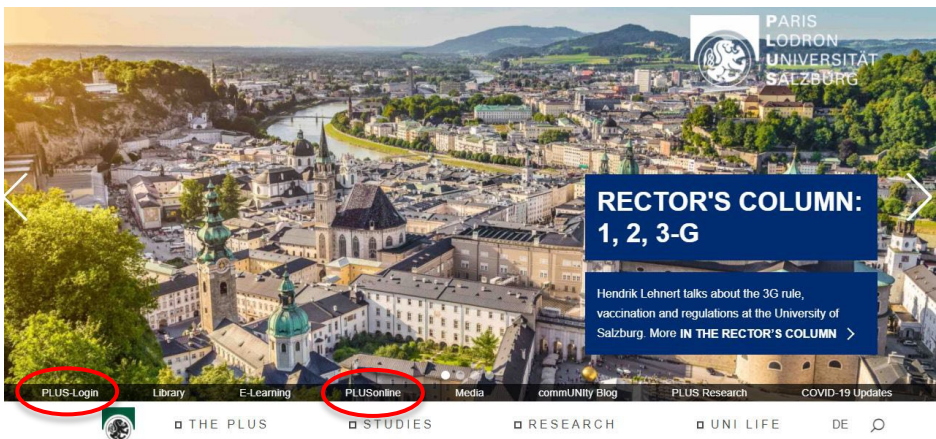 PARIS
LODRON
UNIVERSITÄT
SALZBURG
RECTOR'S COLUMN:
1, 2, 3-G
Hendrik Lehnert talks about the 3G rule,
vaccination and regulations at the University of
Salzburg. More IN THE RECTOR'S COLUMN >
PLUS-Login Library E-Learning PLUSonline Media commUNIty Blog PLUS Research COVID-19 Updates
THE PLUS STUDIES RESEARCH UNI LIFE DE